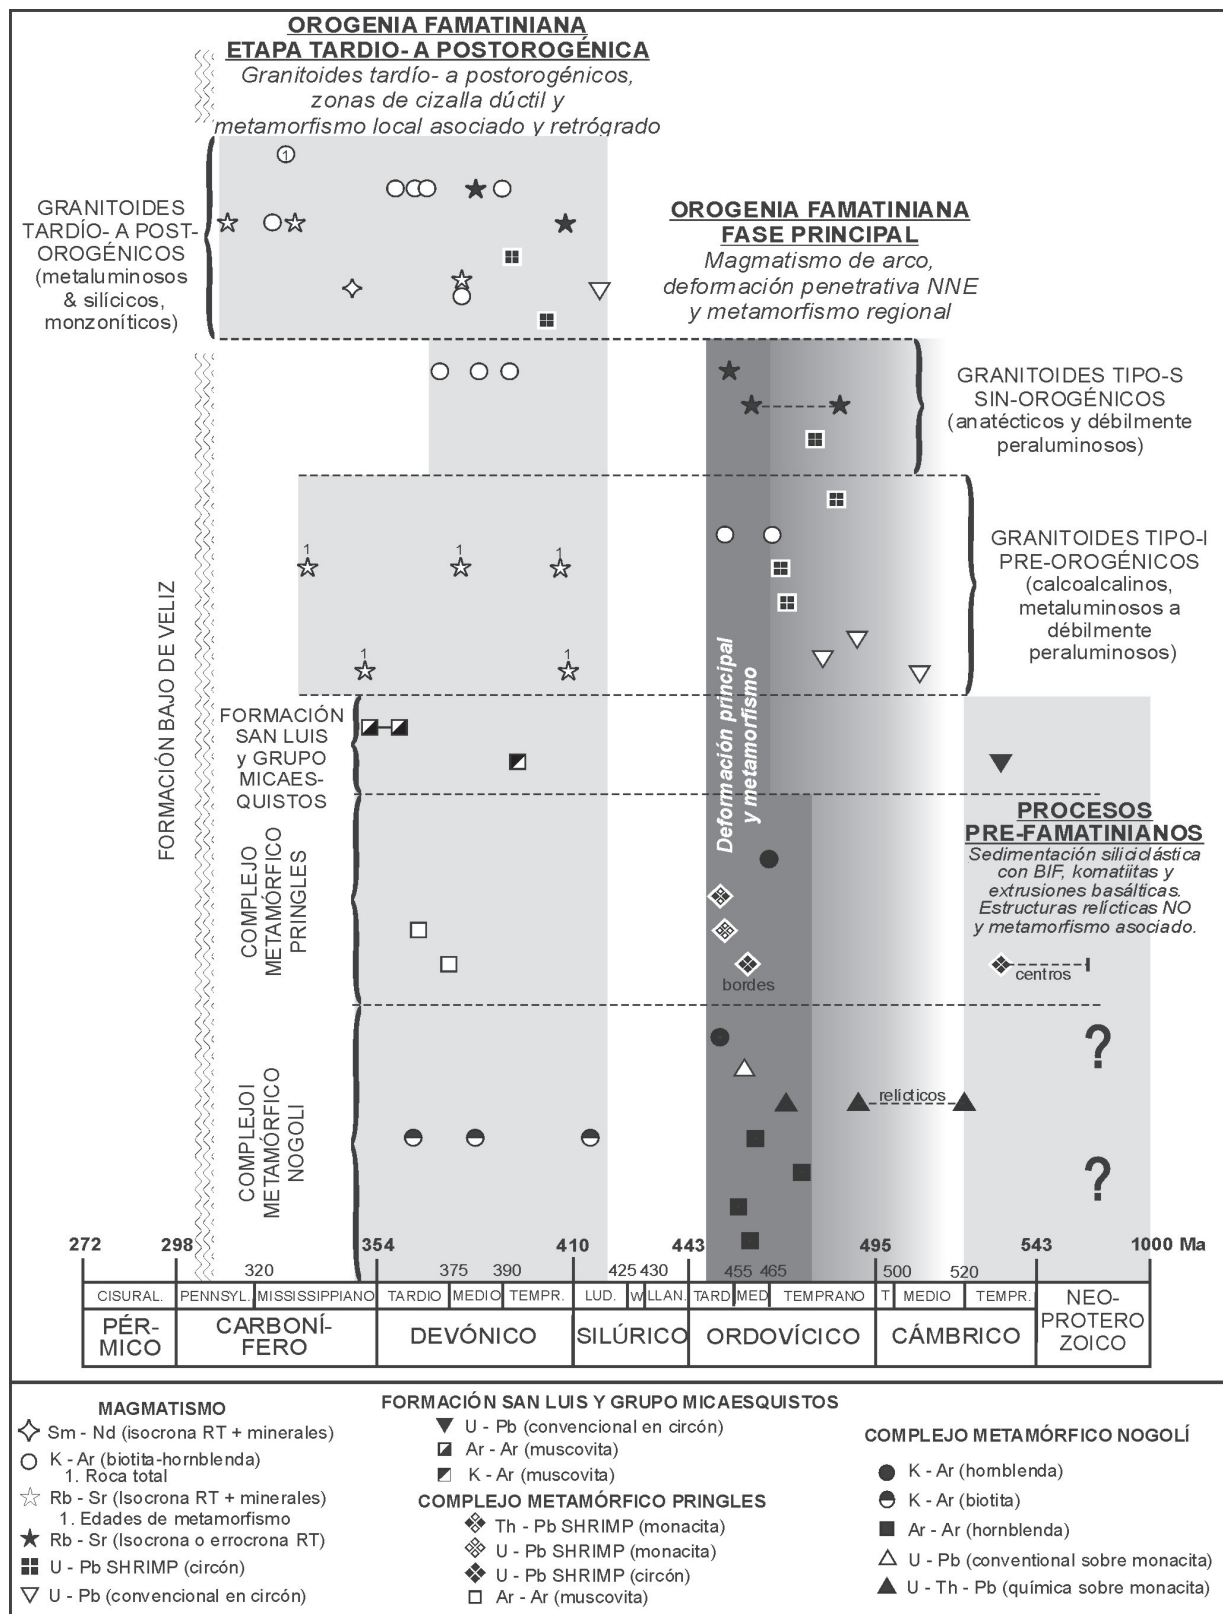 OROGENIA FAMATINIANA
ETAPA TARDIO- A POSTOROGÉNICA
Granitoides tardío- a postorogénicos,
zonas de cizalla dúctil y
metamorfismo local asociado y retrógrado
1
GRANITOIDES
TARDÍO- A POST-
OROGÉNICOS
(metaluminosos
& silícicos,
monzoníticos)
OROGENIA FAMATINIANA
FASE PRINCIPAL
Magmatismo de arco,
deformación penetrativa NNE
y metamorfismo regional
GRANITOIDES TIPO-S
SIN-OROGÉNICOS
(anatécticos y débilmente
peraluminosos)
GRANITOIDES TIPO-I
PRE-OROGÉNICOS
(calcoalcalinos,
metaluminosos a
débilmente
peraluminosos)
1 1 1
1 1
FORMACIÓN BAJO DE VELIZ
Deformación principal
y metamorfismo
FORMACIÓN
SAN LUIS
y GRUPO
MICAES-
QUISTOS
PROCESOS
PRE-FAMATINIANOS
Sedimentación siliciclástica
con BIF, komatiitas y
extrusiones basálticas.
Estructuras relícticas NO
y metamorfismo asociado.
COMPLEJO
METAMÓRFICO
PRINGLES
bordes
centros
COMPLEJOI
METAMÓRFICO
NOGOLI
?
relícticos
?
272 298 354 410 443 495 543 1000 Ma
320 375 390 425 430 455 465 500 520
CISURAL. PENNSYL. MISSISSIPPIANO TARDIO MEDIO TEMPR. LUD. W LLAN. TARD MED TEMPRANO T MEDIO TEMPR.
PÉR-
MICO
CARBONÍ-
FERO
DEVÓNICO
SILÚRICO
ORDOVÍCICO
CÁMBRICO
NEO-
PROTERO
ZOICO
MAGMATISMO
Sm - Nd (isocrona RT + minerales)
K - Ar (biotita-hornblenda)
1. Roca total
Rb - Sr (Isocrona RT + minerales)
1. Edades de metamorfismo
Rb - Sr (Isocrona o errocrona RT)
U - Pb SHRIMP (circón)
U - Pb (convencional en circón)
FORMACIÓN SAN LUIS Y GRUPO MICAESQUISTOS
U - Pb (convencional en circón)
Ar - Ar (muscovita)
K - Ar (muscovita)
COMPLEJO METAMÓRFICO PRINGLES
Th - Pb SHRIMP (monacita)
U - Pb SHRIMP (monacita)
U - Pb SHRIMP (circón)
Ar - Ar (muscovita)
COMPLEJO METAMÓRFICO NOGOLÍ
K - Ar (hornblenda)
K - Ar (biotita)
Ar - Ar (hornblenda)
U - Pb (conventional sobre monacita)
U - Th - Pb (química sobre monacita)